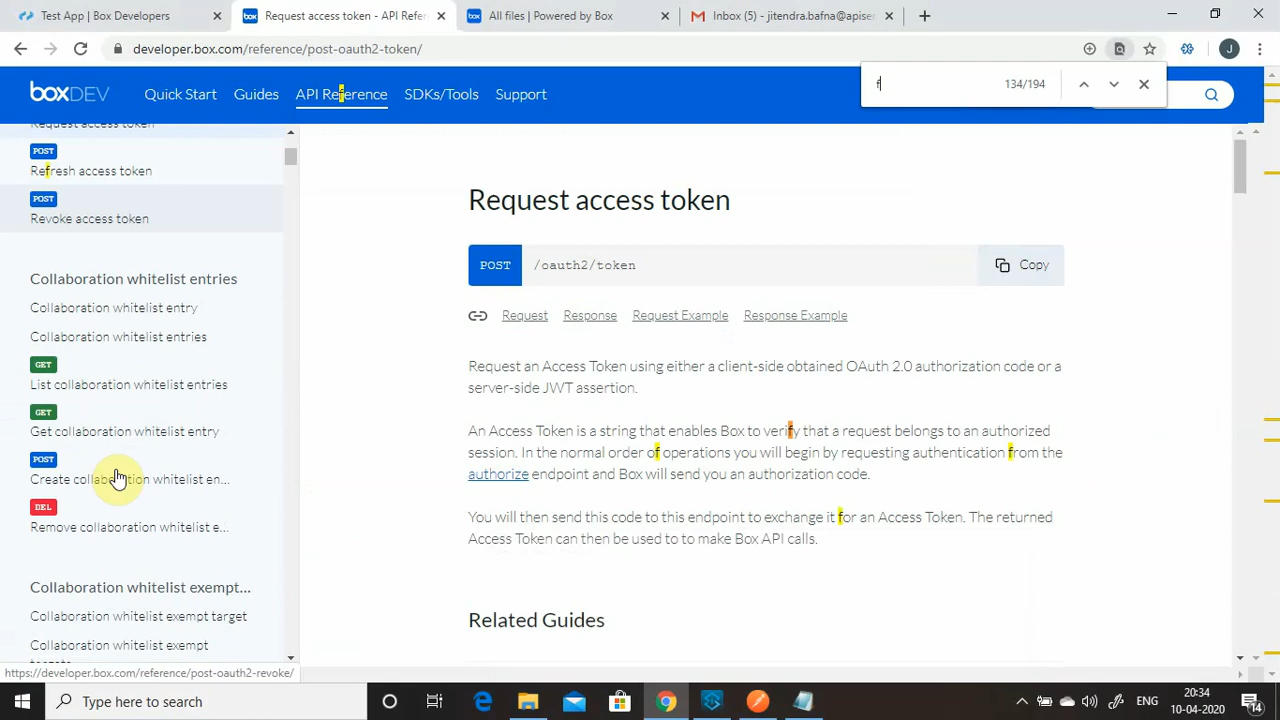 Test App | Box Developers
Request access token - API Refer
All files | Powered by Box
Inbox (5) - jitendra.bafna@apiser
developer.box.com/reference/post-oauth2-token/
J
f
134/194
box DEV
Quick Start
Guides
API Reference
SDKs/Tools
Support
Request access token
POST
Refresh access token
POST
Revoke access token
Collaboration whitelist entries
Collaboration whitelist entry
Collaboration whitelist entries
GET
List collaboration whitelist entries
GET
Get collaboration whitelist entry
POST
Create collaboration whitelist en...
DEL
Remove collaboration whitelist e...
Collaboration whitelist exempt...
Collaboration whitelist exempt target
Collaboration whitelist exempt
targets
https://developer.box.com/reference/post-oauth2-revoke/
Request access token
POST /oauth2/token Copy
Request Response Request Example Response Example
Request an Access Token using either a client-side obtained OAuth 2.0 authorization code or a
server-side JWT assertion.
An Access Token is a string that enables Box to verify that a request belongs to an authorized
session. In the normal order of operations you will begin by requesting authentication from the
authorize endpoint and Box will send you an authorization code.
You will then send this code to this endpoint to exchange it for an Access Token. The returned
Access Token can then be used to to make Box API calls.
Related Guides
Type here to search
ENG
20:34
10-04-2020
14